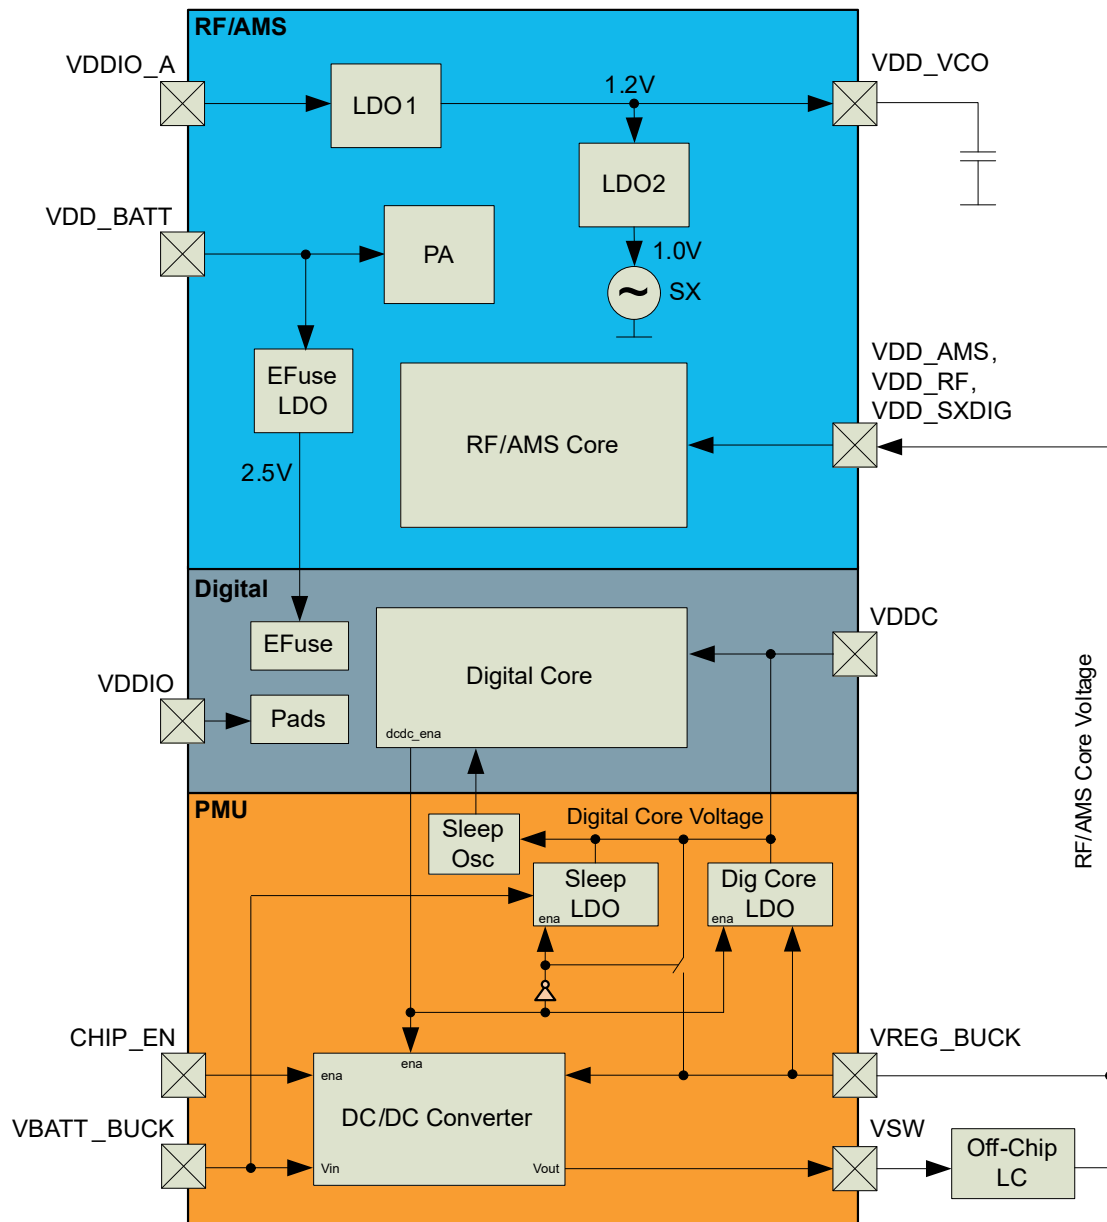 RF/AMS
VDDIO_A
VDD_VCO
LDO1
1.2V
LDO2
VDD_BATT
PA
1.0V
SX
EFuse
LDO
VDD_AMS,
VDD_RF,
VDD_SXDIG
RF/AMS Core
2.5V
Digital
EFuse
Digital Core
VDDC
VDDIO
Pads
dcdc_ena
RF/AMS Core Voltage
PMU
Digital Core Voltage
Sleep
Osc
Sleep
LDO
ena
Dig Core
LDO
ena
CHIP_EN
VREG_BUCK
ena
ena
DC/DC Converter
VBATT_BUCK
Vin
Vout
VSW
Off-Chip
LC